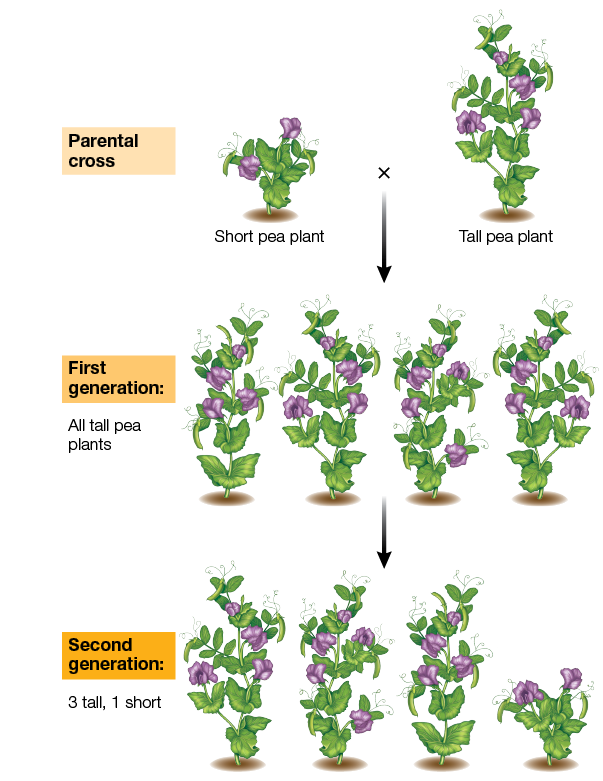 Parental
cross
×
Short pea plant
Tall pea plant
First
generation:
All tall pea
plants
Second
generation:
3 tall, 1 short